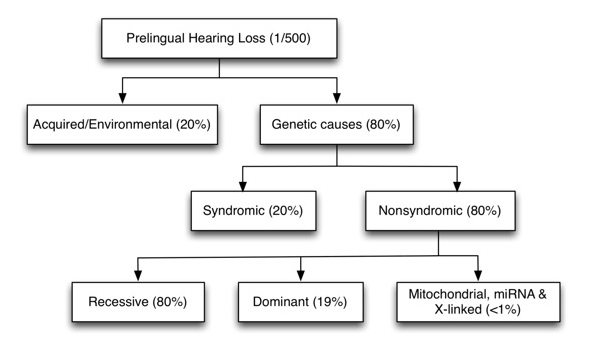 Prelingual Hearing Loss (1/500)
Acquired/Environmental (20%)
Genetic causes (80%)
Syndromic (20%)
Nonsyndromic (80%)
Recessive (80%)
Dominant (19%)
Mitochondrial, miRNA &
X-linked (<1%)